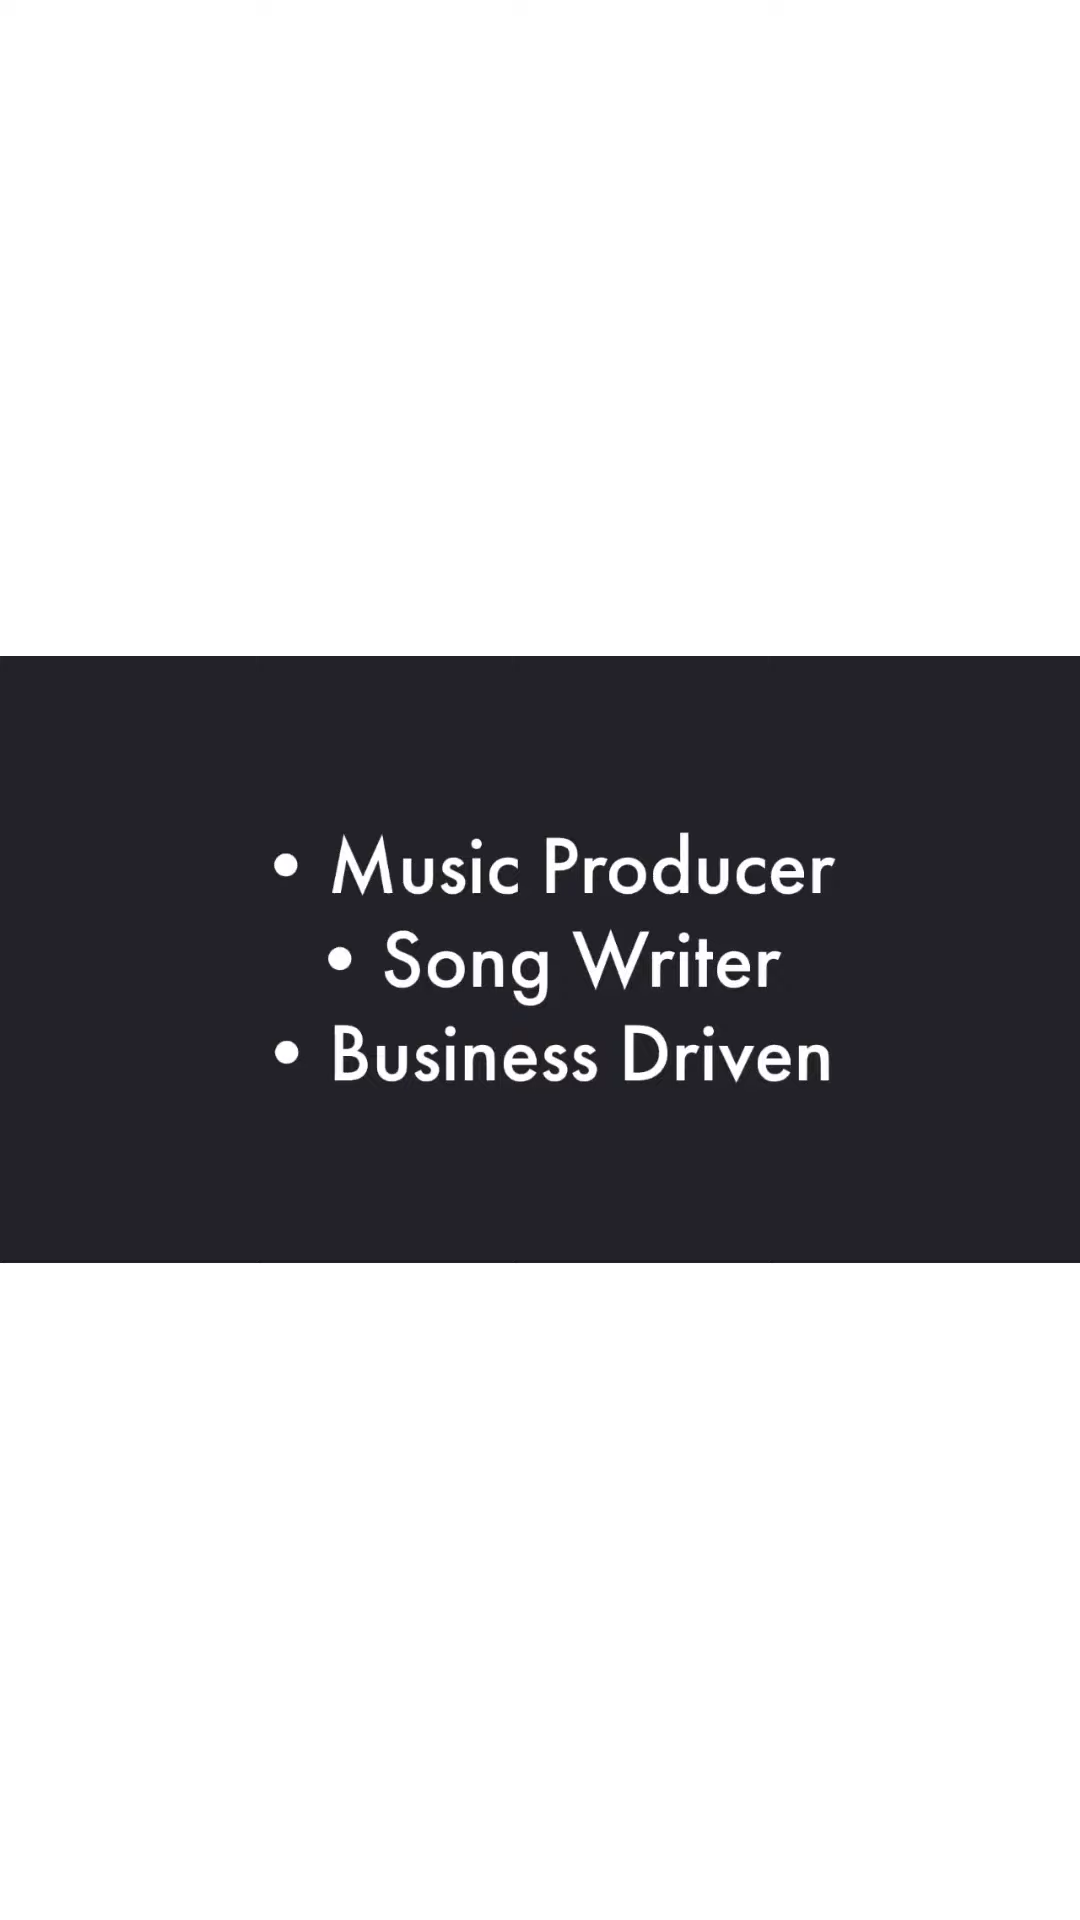 • Music Producer
• Song Writer
• Business Driven